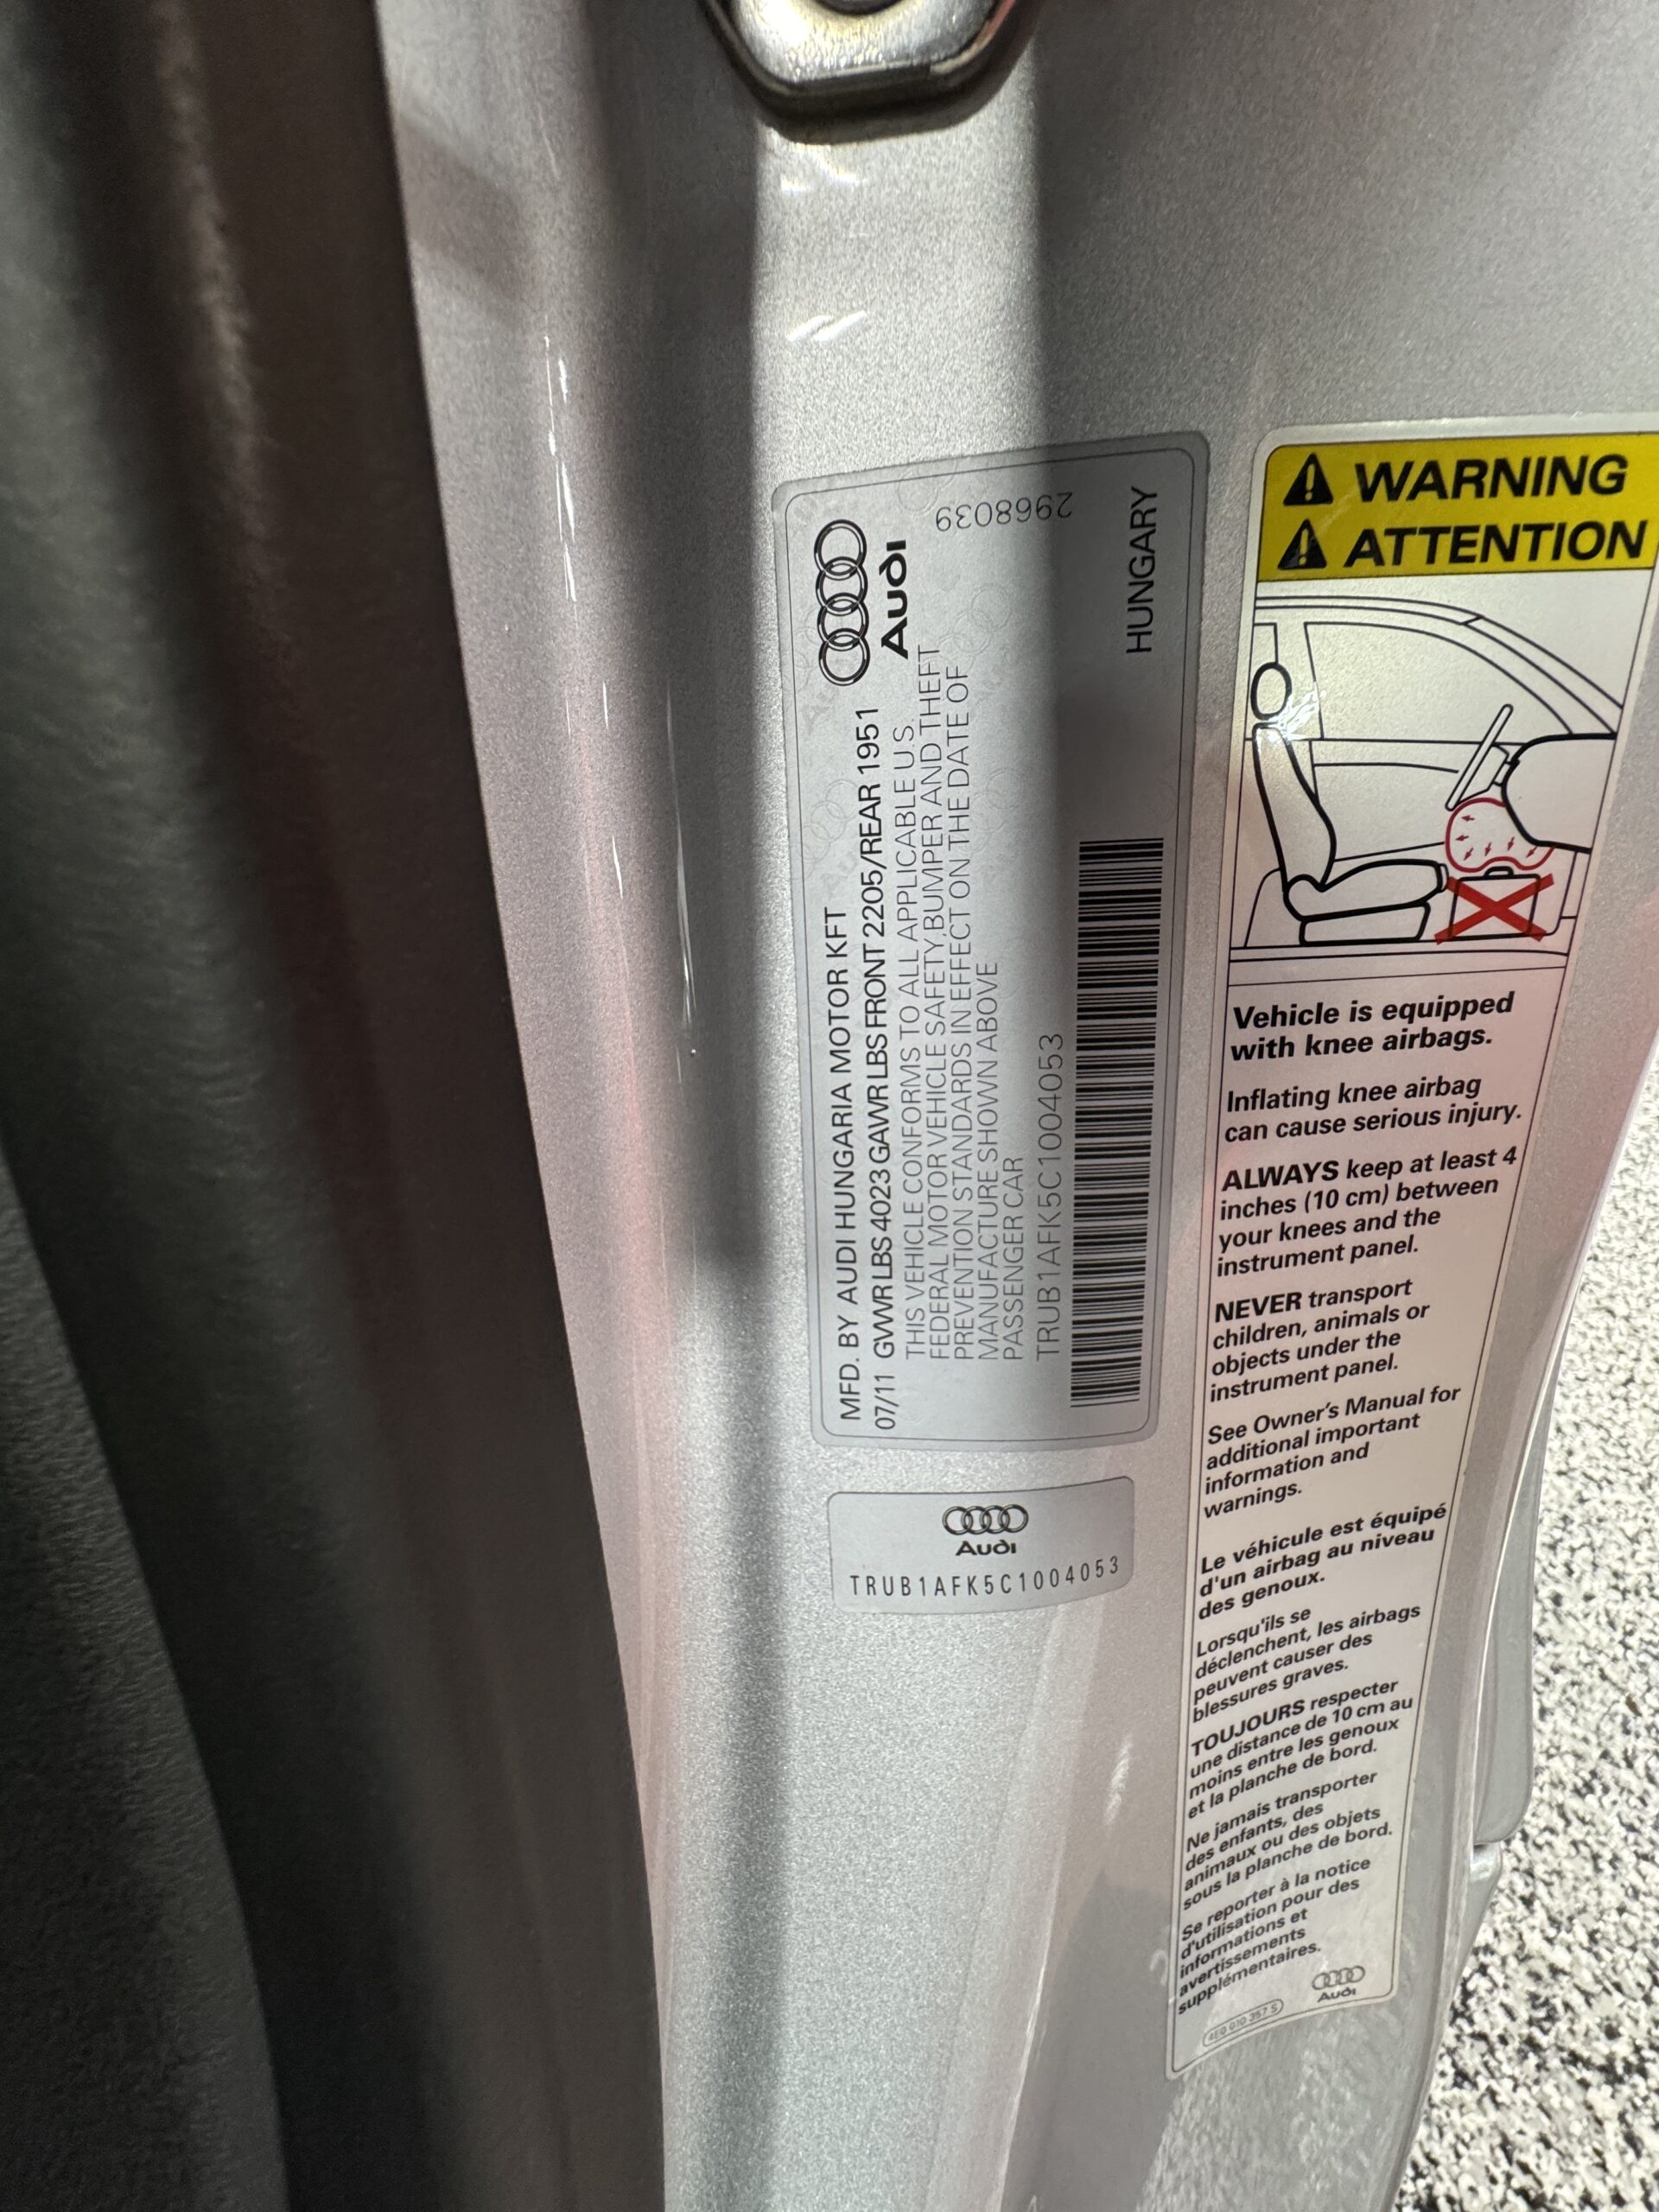 MFD. BY AUDI HUNGARIA MOTOR KFT
07/11 GVWR LBS 4023 GAWR LBS FRONT 2205/REAR 1951
THIS VEHICLE CONFORMS TO ALL APPLICABLE U.S.
FEDERAL MOTOR VEHICLE SAFETY,BUMPER AND THEFT
PREVENTION STANDARDS IN EFFECT ON THE DATE OF
MANUFACTURE SHOWN ABOVE
PASSENGER CAR
TRUB1AFK5C1004053
Audi
2968039
HUNGARY
Audi
TRUB1AFK5C1004053
WARNING
ATTENTION
Vehicle is equipped
with knee airbags.
Inflating knee airbag
can cause serious injury.
ALWAYS keep at least 4
inches (10 cm) between
your knees and the
instrument panel.
NEVER transport
children, animals or
objects under the
instrument panel.
See Owner's Manual for
additional important
information and
warnings.
Le véhicule est équipé
d'un airbag au niveau
des genoux.
Lorsqu'ils se
déclenchent, les airbags
peuvent causer des
blessures graves.
TOUJOURS respecter
une distance de 10 cm au
moins entre les genoux
et la planche de bord.
Ne jamais transporter
des enfants, des
animaux ou des objets
sous la planche de bord.
Se reporter à la notice
d'utilisation pour des
informations et
avertissements
supplémentaires.
4E0 010 357 S
Audi